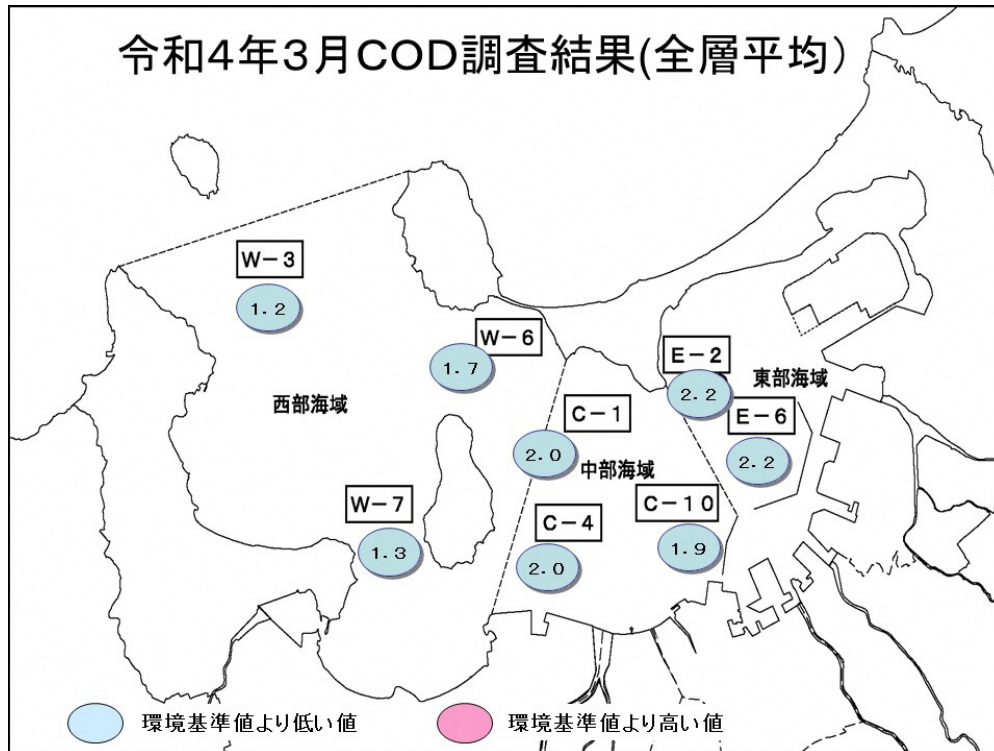 令和4年3月COD調査結果(全層平均)
W-3
1.2
W-6
1.7
E-2
2.2
東部海域
西部海域
C-1
2.0
E-6
2.2
中部海域
W-7
1.3
C-4
2.0
C-10
1.9
環境基準値より低い値
環境基準値より高い値